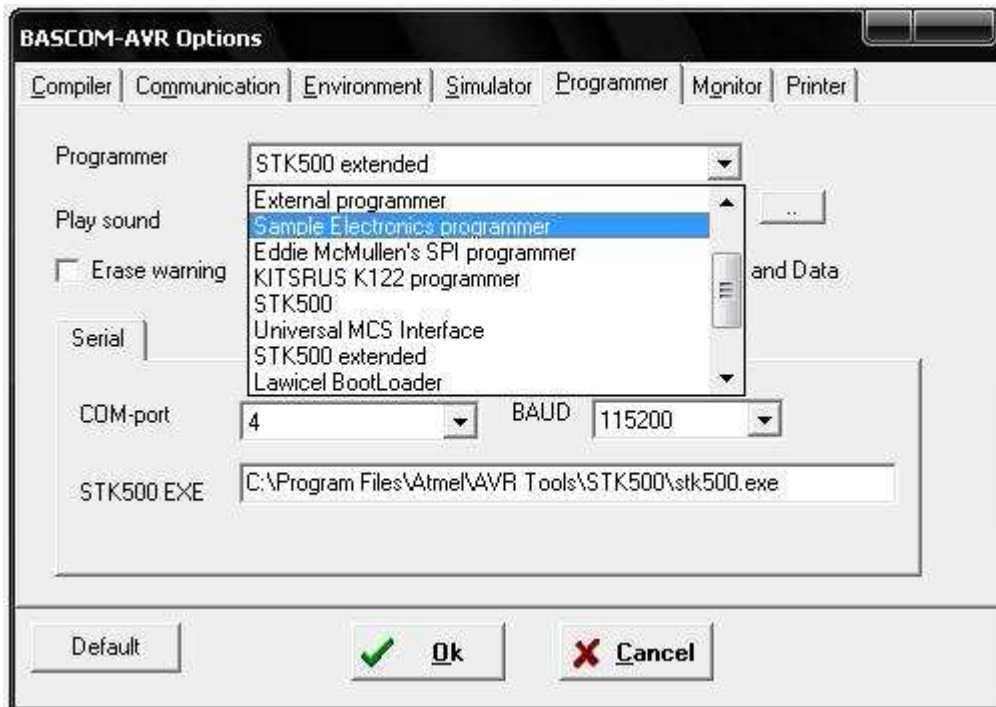 BASCOM-AVR Options
Compiler Communication Environment Simulator Programmer Monitor Printer
Programmer STK500 extended
External programmer
Play sound Sample Electronics programmer ..
Eddie McMullen's SPI programmer
Erase warning KITSRUS K122 programmer and Data
STK500
Serial Universal MCS Interface
STK500 extended
Lawicel BootLoader
COM-port 4 BAUD 115200
STK500 EXE C:\Program Files\Atmel\AVR Tools\STK500\stk500.exe
Default Ok Cancel